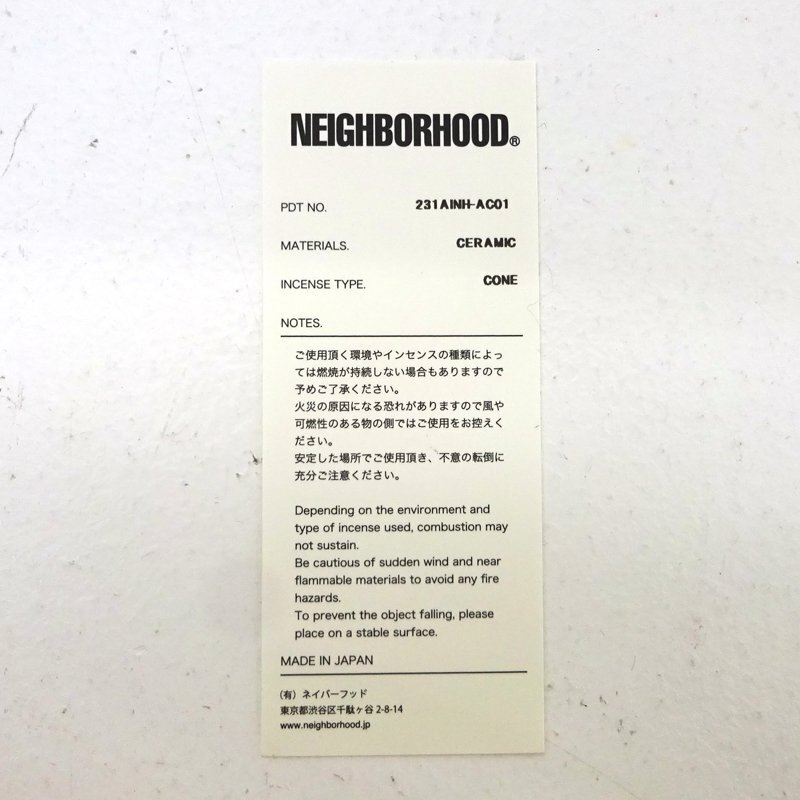 NEIGHBORHOOD®
PDT NO. 231AINH-AC01
MATERIALS. CERAMIC
INCENSE TYPE. CONE
NOTES.
ご使用頂く環境やインセンスの種類によっ
ては燃焼が持続しない場合もありますので
予めご了承ください。
火災の原因になる恐れがありますので風や
可燃性のある物の側ではご使用をお控えく
ださい。
安定した場所でご使用頂き、不意の転倒に
充分ご注意ください。
Depending on the environment and
type of incense used, combustion may
not sustain.
Be cautious of sudden wind and near
flammable materials to avoid any fire
hazards.
To prevent the object falling, please
place on a stable surface.
MADE IN JAPAN
(有) ネイバーフッド
東京都渋谷区千駄ヶ谷 2-8-14
www.neighborhood.jp